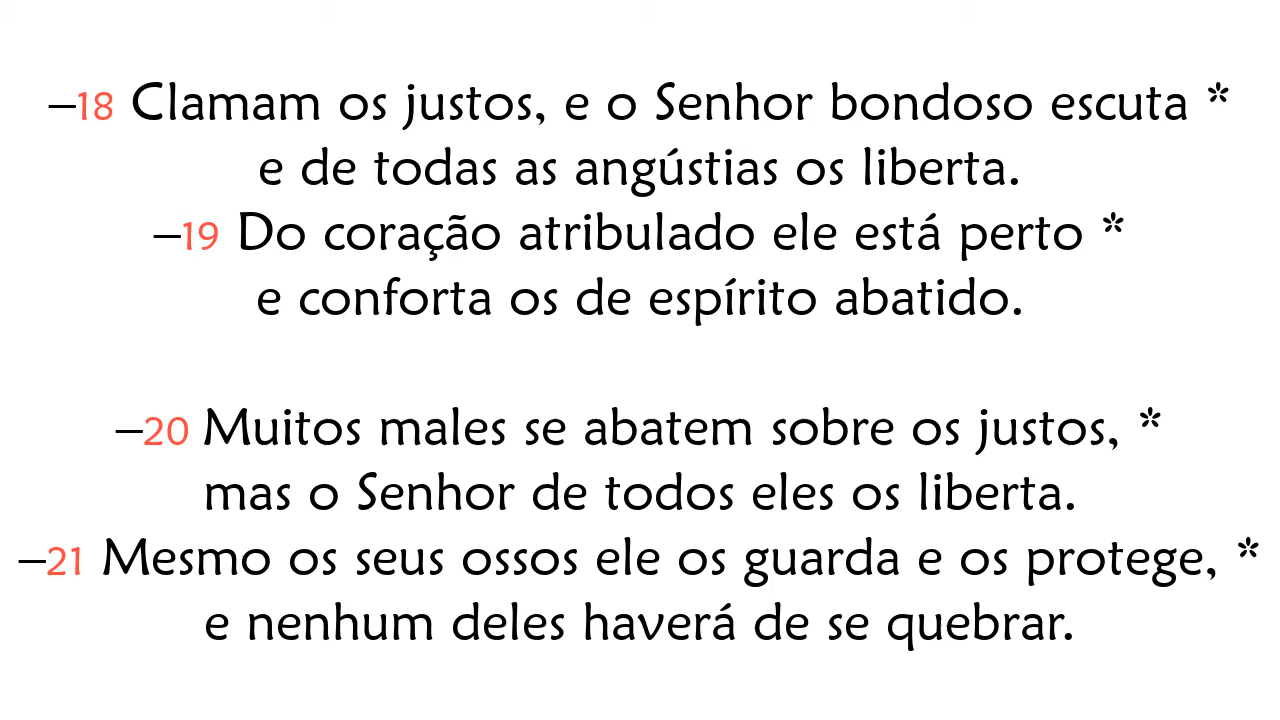 –18 Clamam os justos, e o Senhor bondoso escuta *
e de todas as angústias os liberta.
–19 Do coração atribulado ele está perto *
e conforta os de espírito abatido.
–20 Muitos males se abatem sobre os justos, *
mas o Senhor de todos eles os liberta.
–21 Mesmo os seus ossos ele os guarda e os protege, *
e nenhum deles haverá de se quebrar.